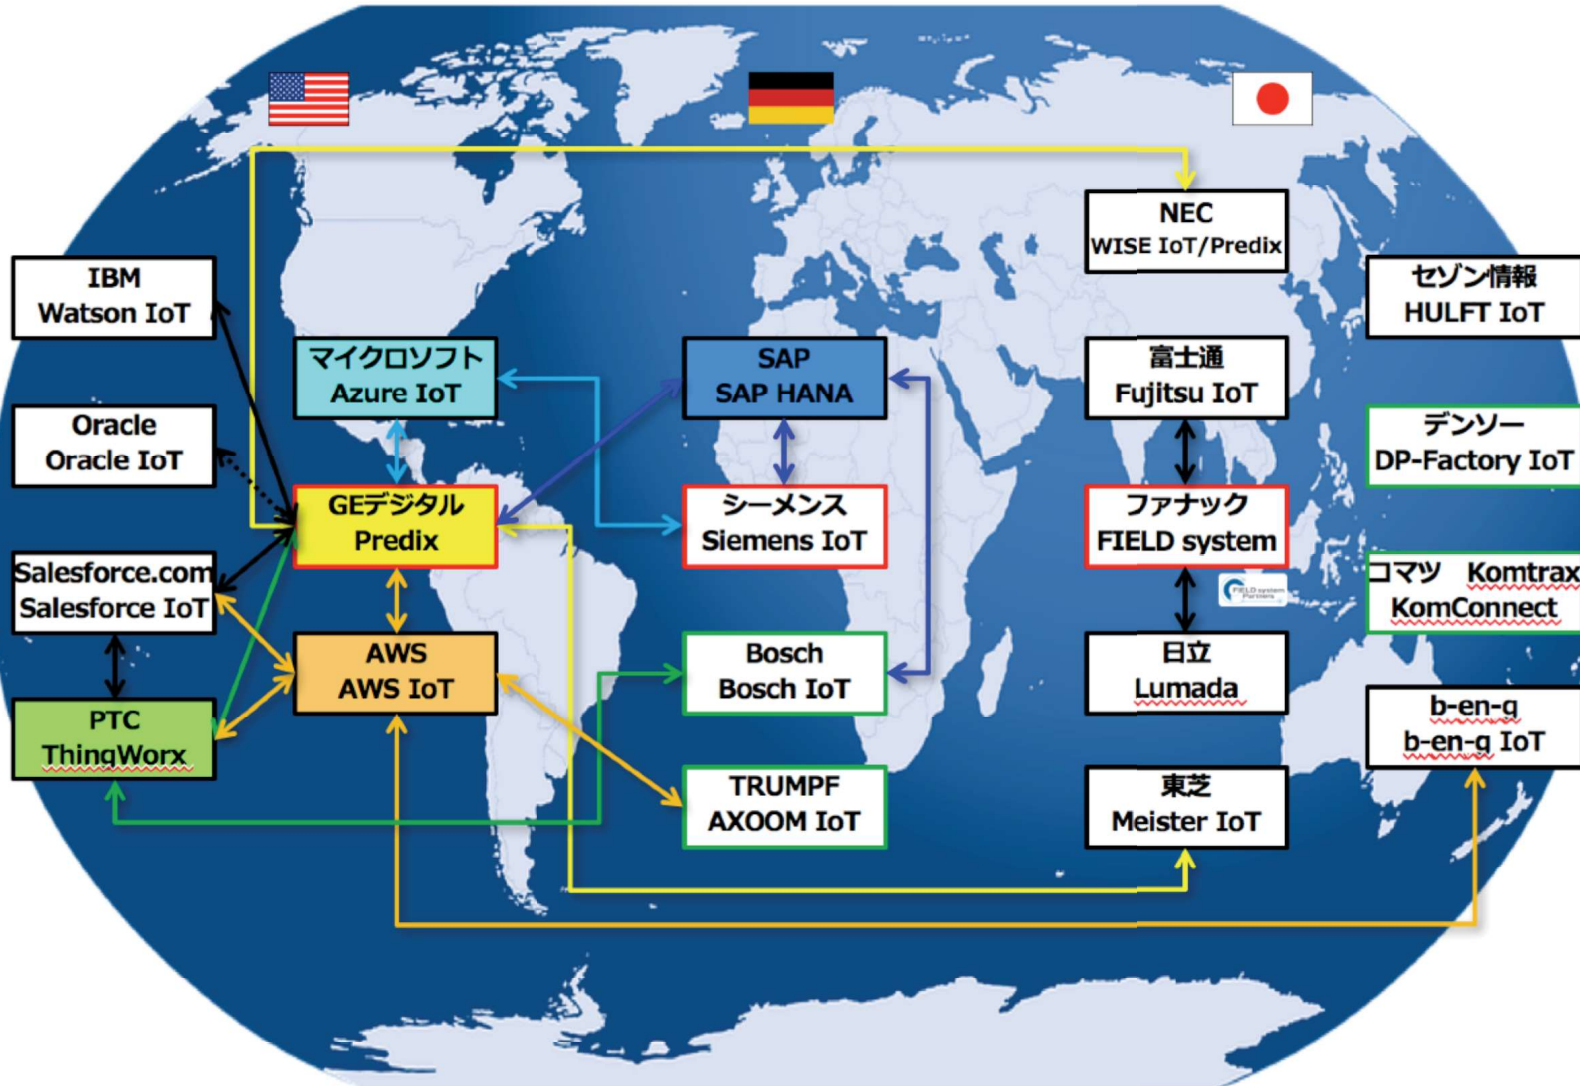 NEC
WISE IoT/Predix
IBM
Watson IoT
セゾン情報
HULFT IoT
マイクロソフト
Azure IoT
SAP
SAP HANA
富士通
Fujitsu IoT
Oracle
Oracle IoT
デンソー
DP-Factory IoT
GEデジタル
Predix
シーメンス
Siemens IoT
ファナック
FIELD system
Salesforce.com
Salesforce IoT
FIELD system
Partners
コマツ Komtrax
KomConnect
AWS
AWS IoT
Bosch
Bosch IoT
日立
Lumada
PTC
ThingWorx
b-en-g
b-en-g IoT
TRUMPF
AXOOM IoT
東芝
Meister IoT